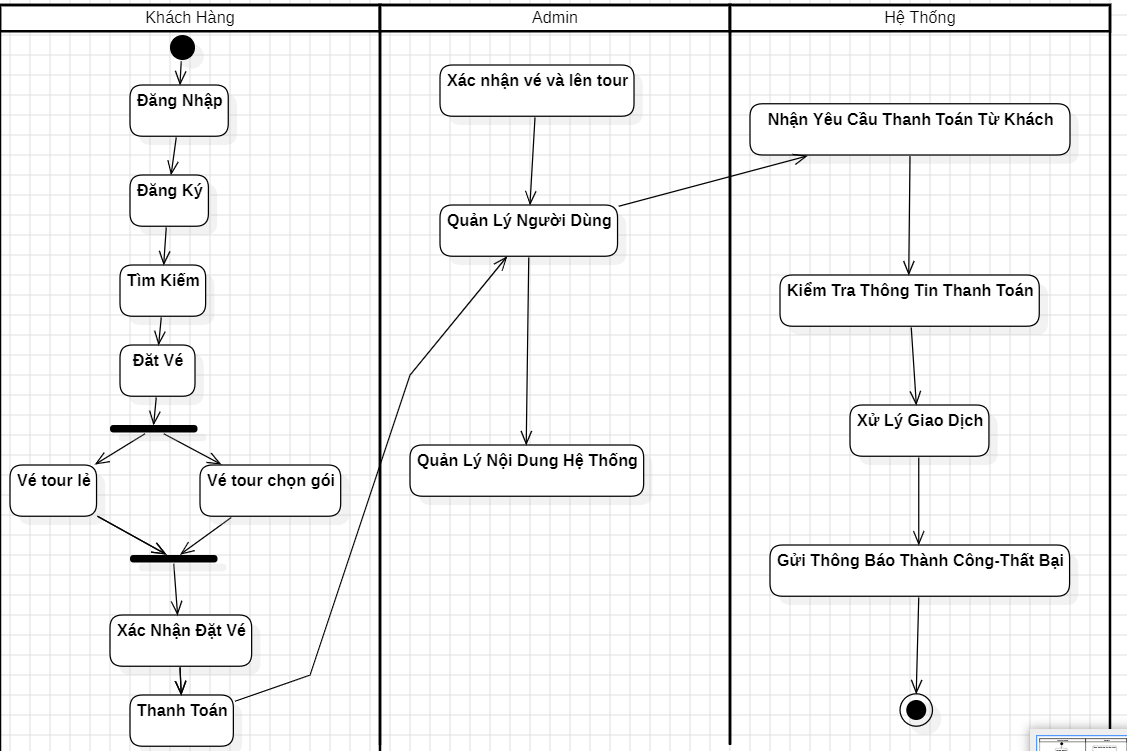 Khách Hàng
Admin
Hệ Thống
Đăng Nhập
Đăng Ký
Tìm Kiếm
Đăt Vé
Vé tour lẻ
Vé tour chọn gói
Xác Nhận Đặt Vé
Thanh Toán
Xác nhận vé và lên tour
Quản Lý Người Dùng
Quản Lý Nội Dung Hệ Thống
Nhận Yêu Cầu Thanh Toán Từ Khách
Kiểm Tra Thông Tin Thanh Toán
Xử Lý Giao Dịch
Gửi Thông Báo Thành Công-Thất Bại